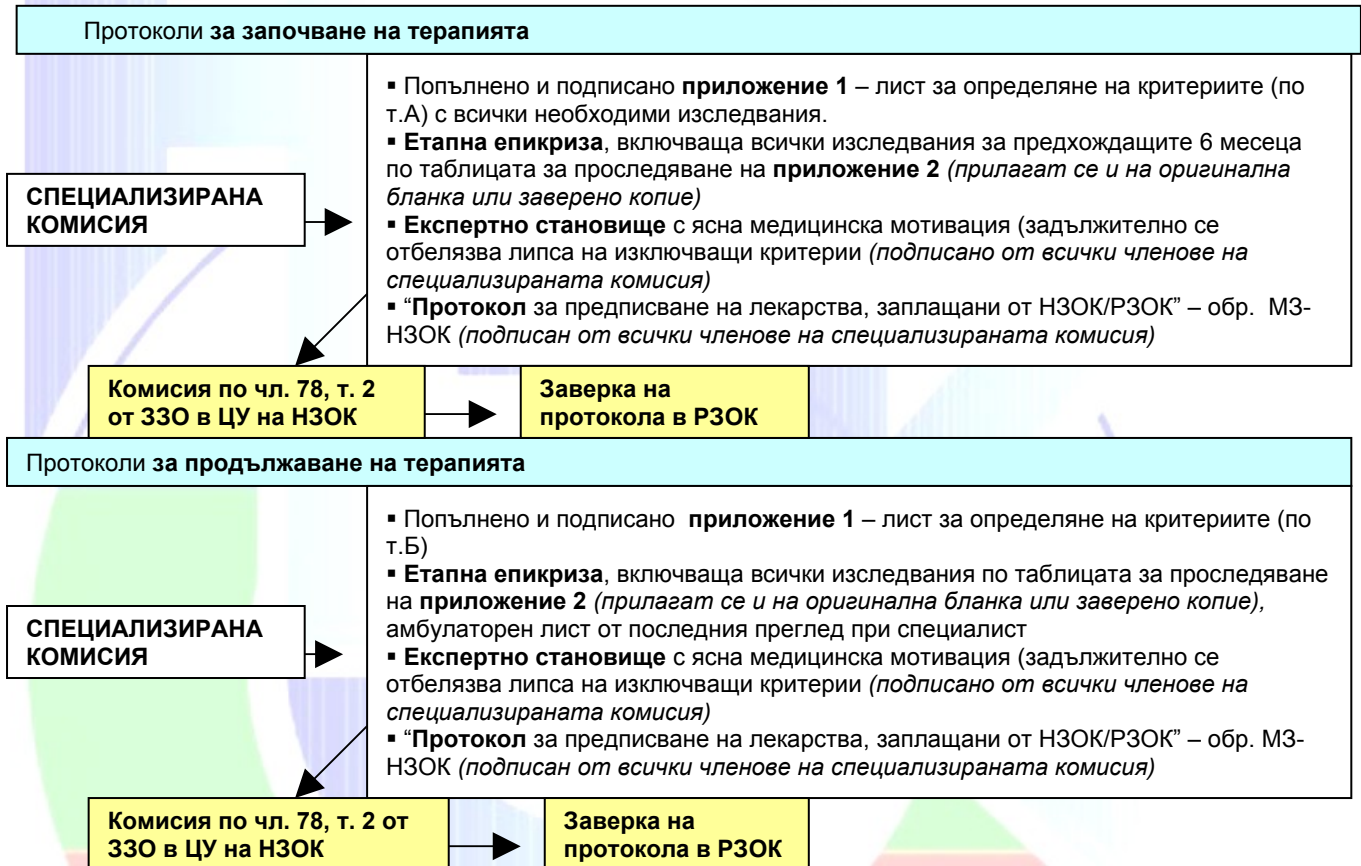 Протоколи за започване на терапията
СПЕЦИАЛИЗИРАНА
КОМИСИЯ
▪ Попълнено и подписано приложение 1 – лист за определяне на критериите (по
т.А) с всички необходими изследвания.
▪ Етапна епикриза, включваща всички изследвания за предхождащите 6 месеца
по таблицата за проследяване на приложение 2 (прилагат се и на оригинална
бланка или заверено копие)
▪ Експертно становище с ясна медицинска мотивация (задължително се
отбелязва липса на изключващи критерии (подписано от всички членове на
специализираната комисия)
▪ “Протокол за предписване на лекарства, заплащани от НЗОК/РЗОК” – обр. МЗ-
НЗОК (подписан от всички членове на специализираната комисия)
Комисия по чл. 78, т. 2
от ЗЗО в ЦУ на НЗОК
Заверка на
протокола в РЗОК
Протоколи за продължаване на терапията
СПЕЦИАЛИЗИРАНА
КОМИСИЯ
▪ Попълнено и подписано приложение 1 – лист за определяне на критериите (по
т.Б)
▪ Етапна епикриза, включваща всички изследвания по таблицата за проследяване
на приложение 2 (прилагат се и на оригинална бланка или заверено копие),
амбулаторен лист от последния преглед при специалист
▪ Експертно становище с ясна медицинска мотивация (задължително се
отбелязва липса на изключващи критерии (подписано от всички членове на
специализираната комисия)
▪ “Протокол за предписване на лекарства, заплащани от НЗОК/РЗОК” – обр. МЗ-
НЗОК (подписан от всички членове на специализираната комисия)
Комисия по чл. 78, т. 2 от
ЗЗО в ЦУ на НЗОК
Заверка на
протокола в РЗОК